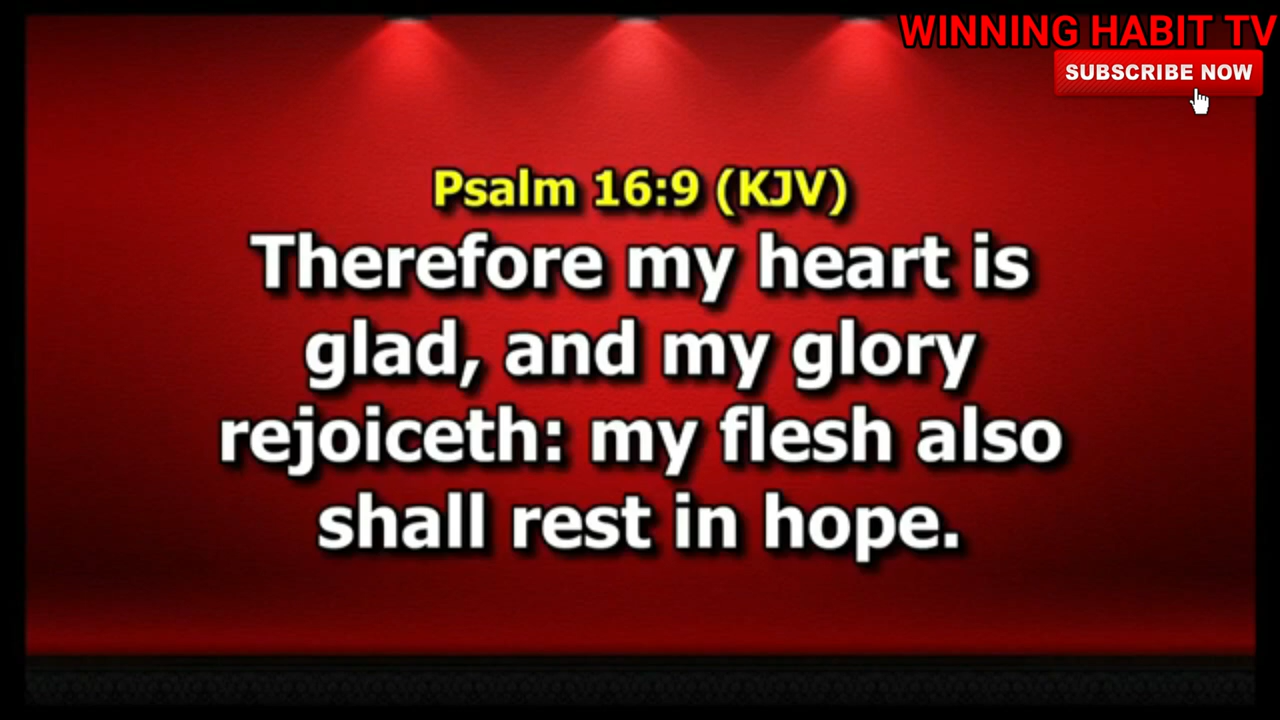 WINNING HABIT TV
SUBSCRIBE NOW
Psalm 16:9 (KJV)
Therefore my heart is
glad, and my glory
rejoiceth: my flesh also
shall rest in hope.